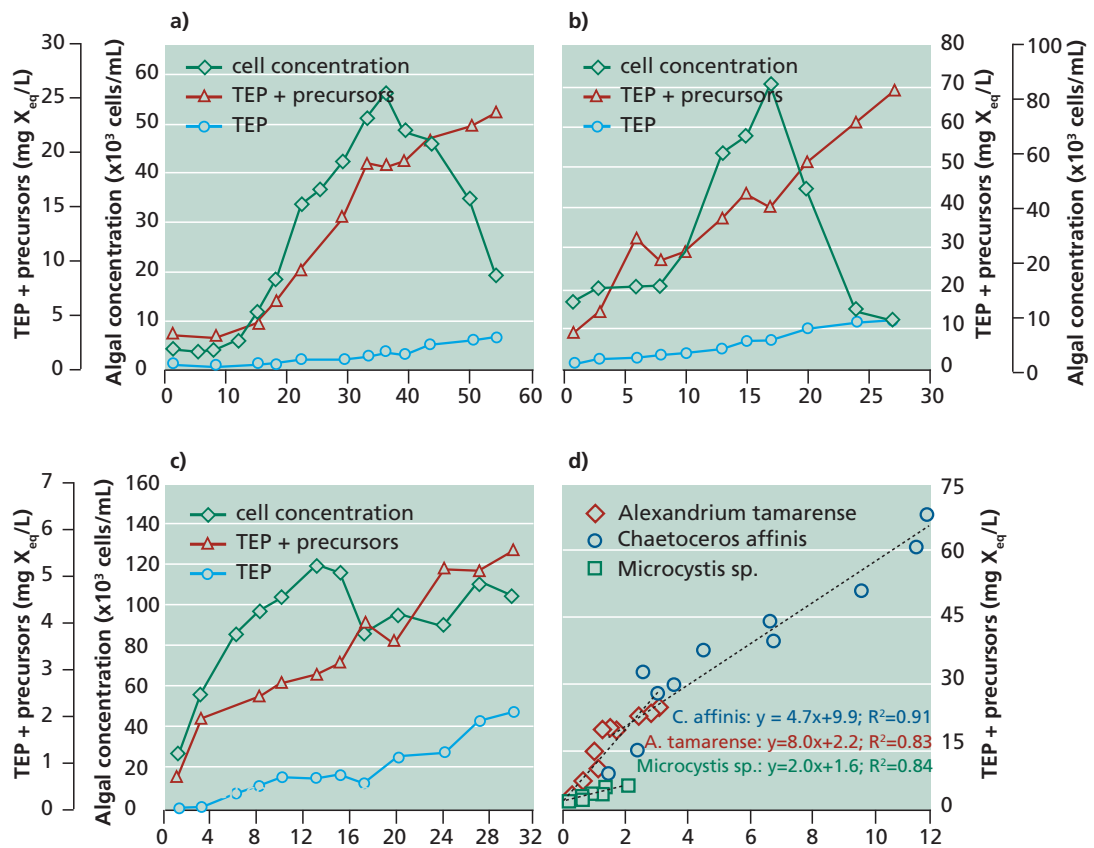 a)
30
25
20
15
10
5
0
TEP + precursors (mg Xeq/L)
60
50
40
30
20
10
0
Algal concentration (x10³ cells/mL)
cell concentration
TEP + precursors
TEP
0 10 20 30 40 50 60
b)
cell concentration
TEP + precursors
TEP
0 5 10 15 20 25 30
80
70
60
50
40
30
20
10
0
TEP + precursors (mg Xeq/L)
100
80
60
40
20
10
0
Algal concentration (x10³ cells/mL)
c)
7
6
5
4
3
2
1
0
TEP + precursors (mg Xeq/L)
160
140
120
100
80
60
40
20
0
Algal concentration (x10³ cells/mL)
cell concentration
TEP + precursors
TEP
0 4 8 12 16 20 24 28 32
d)
Alexandrium tamarense
Chaetoceros affinis
Microcystis sp.
C. affinis: y = 4.7x+9.9; R²=0.91
A. tamarense: y=8.0x+2.2; R²=0.83
Microcystis sp.: y=2.0x+1.6; R²=0.84
0 2 4 6 8 10 12
75
60
45
30
15
0
TEP + precursors (mg Xeq/L)